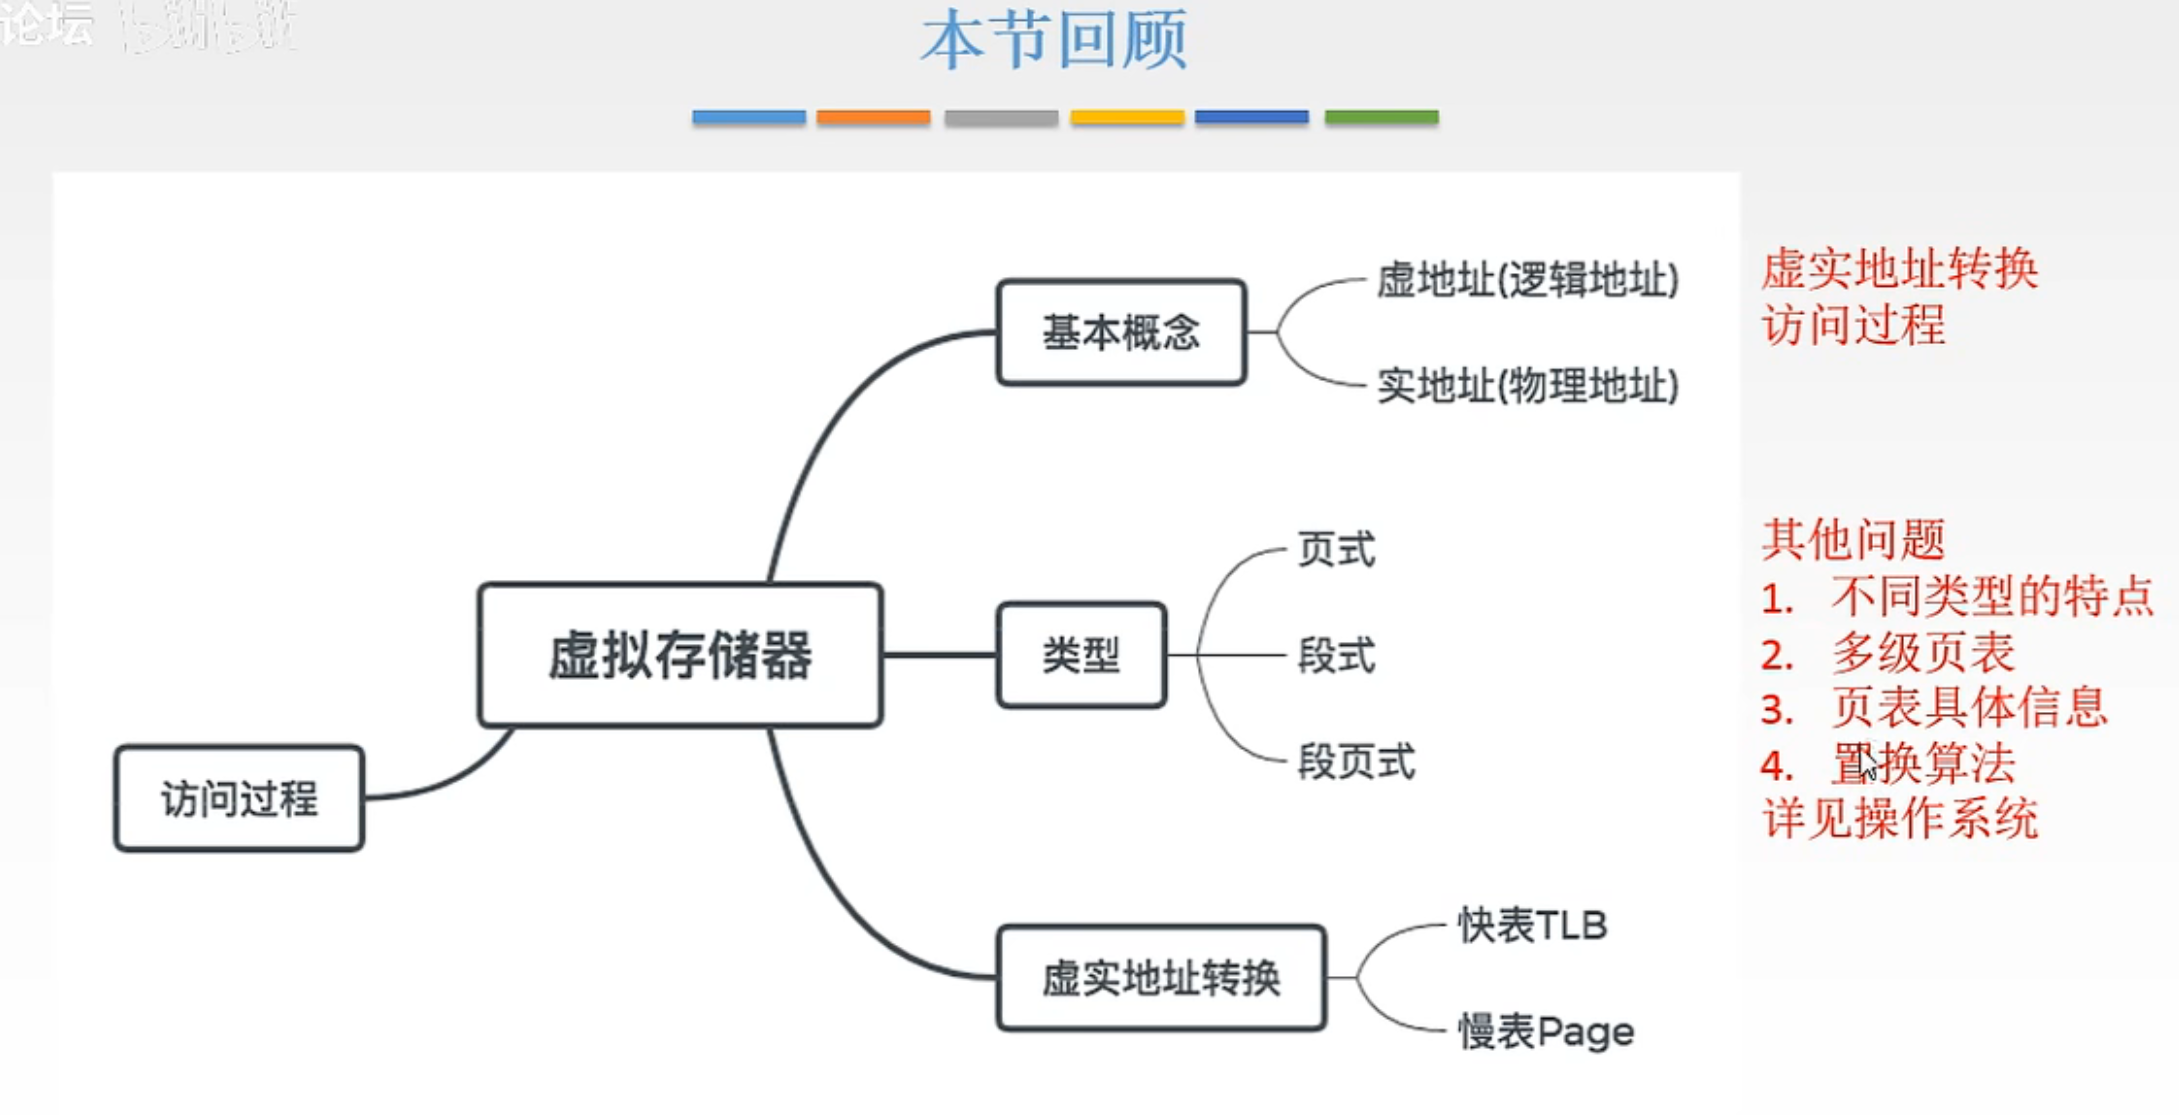 论坛 bilibili
本节回顾
虚拟存储器
基本概念
虚地址(逻辑地址)
实地址(物理地址)
类型
页式
段式
段页式
虚实地址转换
快表TLB
慢表Page
访问过程
虚实地址转换
访问过程
其他问题
1. 不同类型的特点
2. 多级页表
3. 页表具体信息
4. 置换算法
详见操作系统